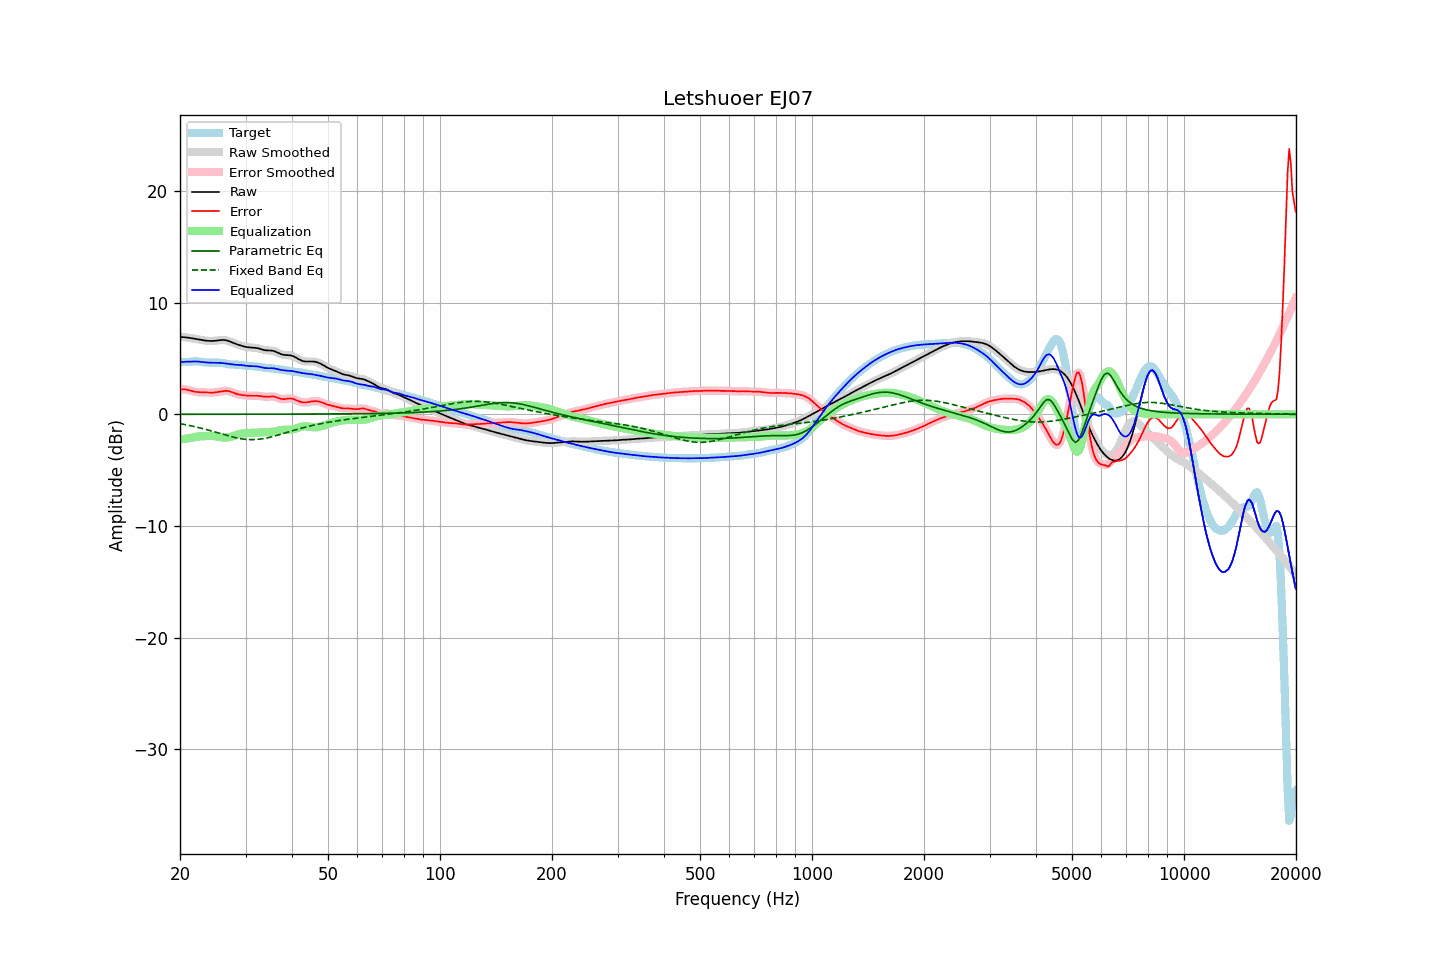 Letshuoer EJ07
Target
Raw Smoothed
Error Smoothed
Raw
Error
Equalization
Parametric Eq
Fixed Band Eq
Equalized
Amplitude (dBr)
20
10
0
−10
−20
−30
20 50 100 200 500 1000 2000 5000 10000 20000
Frequency (Hz)